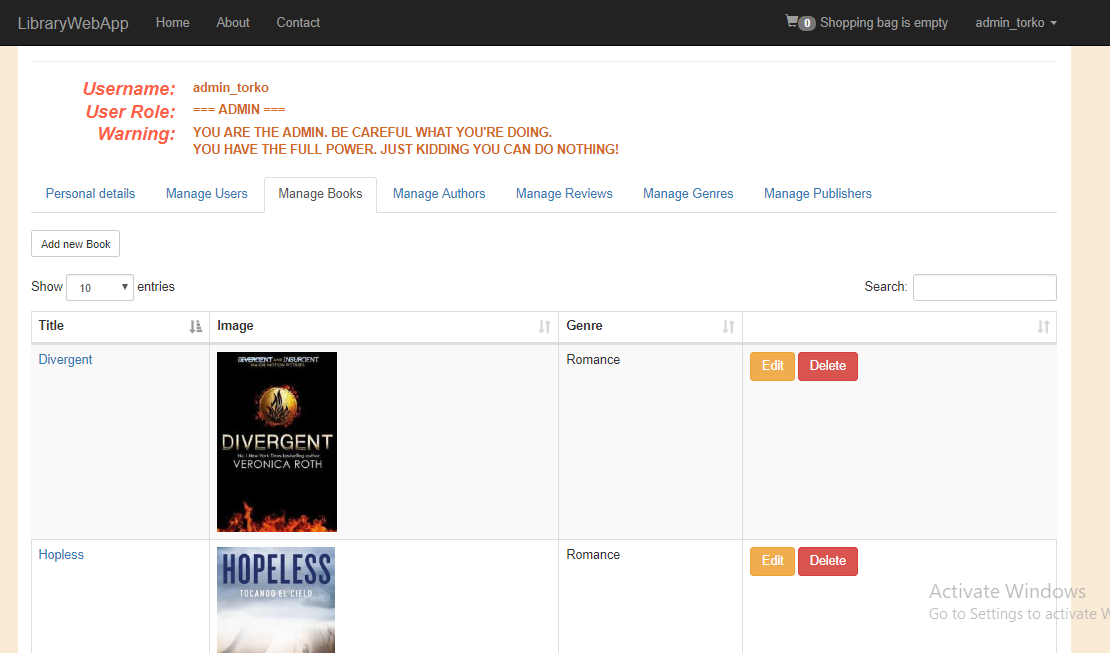 LibraryWebApp Home About Contact 0 Shopping bag is empty admin_torko
Username: admin_torko
User Role: === ADMIN ===
Warning: YOU ARE THE ADMIN. BE CAREFUL WHAT YOU'RE DOING.
YOU HAVE THE FULL POWER. JUST KIDDING YOU CAN DO NOTHING!
Personal details Manage Users Manage Books Manage Authors Manage Reviews Manage Genres Manage Publishers
Add new Book
Show 10 entries Search:
Title Image Genre
Divergent Romance Edit Delete
DIVERGENT AND INSURGENT
MAJOR MOTION PICTURES
DIVERGENT
No. 1 New York Times bestselling author
VERONICA ROTH
Hopless Romance Edit Delete
HOPELESS
TOCANDO EL CIELO
Activate Windows
Go to Settings to activate W